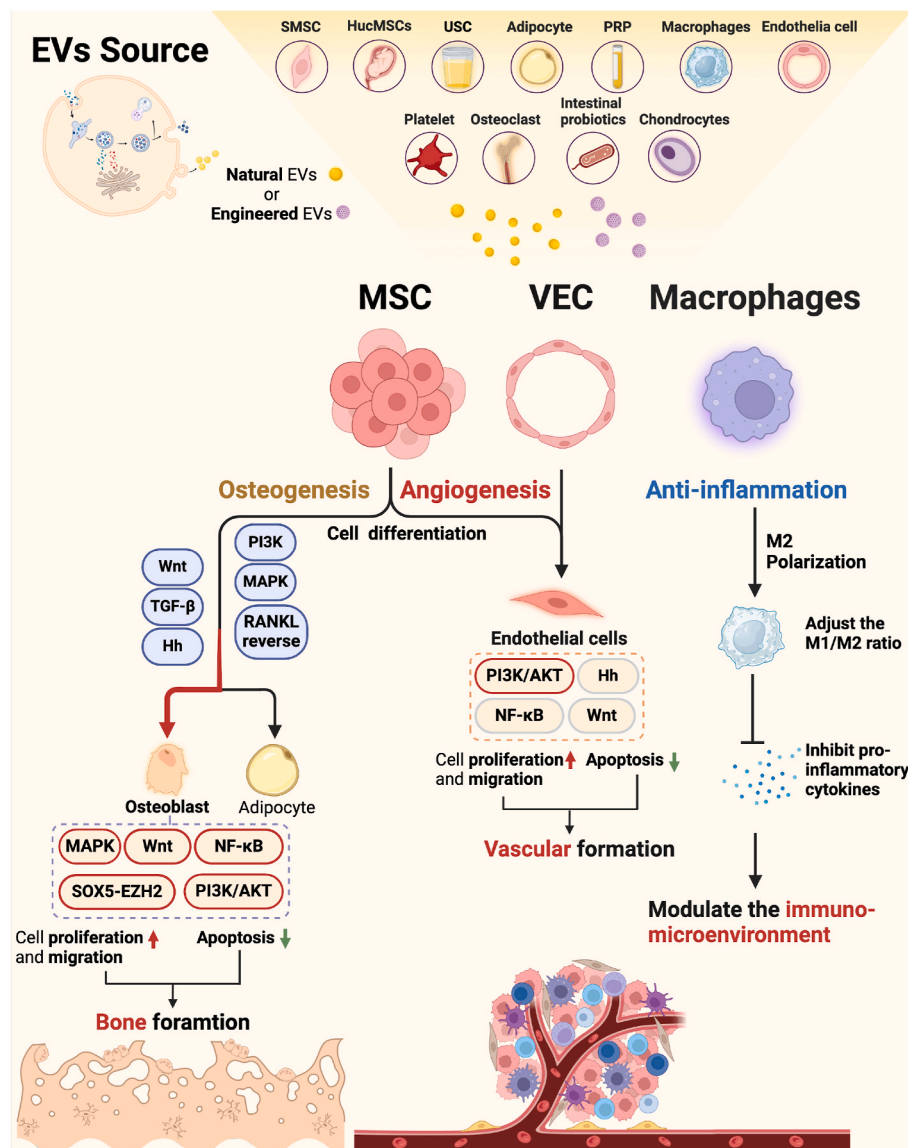 EVs Source
SMSC
HucMSCs
USC
Adipocyte
PRP
Macrophages
Endothelia cell
Platelet
Osteoclast
Intestinal
probiotics
Chondrocytes
Natural EVs
or
Engineered EVs
MSC
VEC
Macrophages
Osteogenesis
Angiogenesis
Anti-inflammation
Cell differentiation
M2
Polarization
PI3K
Wnt
MAPK
TGF-β
RANKL
reverse
Hh
Adjust the
M1/M2 ratio
Endothelial cells
PI3K/AKT
Hh
NF-κB
Wnt
Cell proliferation
and migration
Apoptosis
Inhibit pro-
inflammatory
cytokines
Vascular formation
Osteoblast
Adipocyte
MAPK
Wnt
NF-κB
SOX5-EZH2
PI3K/AKT
Cell proliferation
and migration
Apoptosis
Bone foramtion
Modulate the immuno-
microenvironment